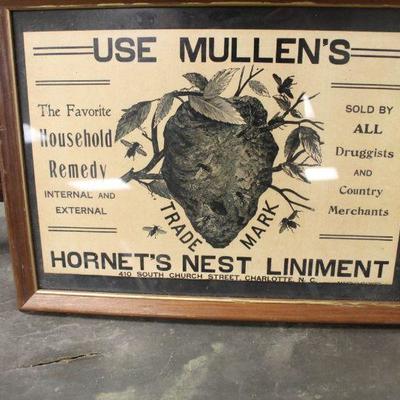 USE MULLEN'S
The Favorite
Household
Remedy
INTERNAL AND
EXTERNAL
SOLD BY
ALL
Druggists
AND
Country
Merchants
TRADE MARK
HORNET'S NEST LINIMENT
410 SOUTH CHURCH STREET, CHARLOTTE, N. C.